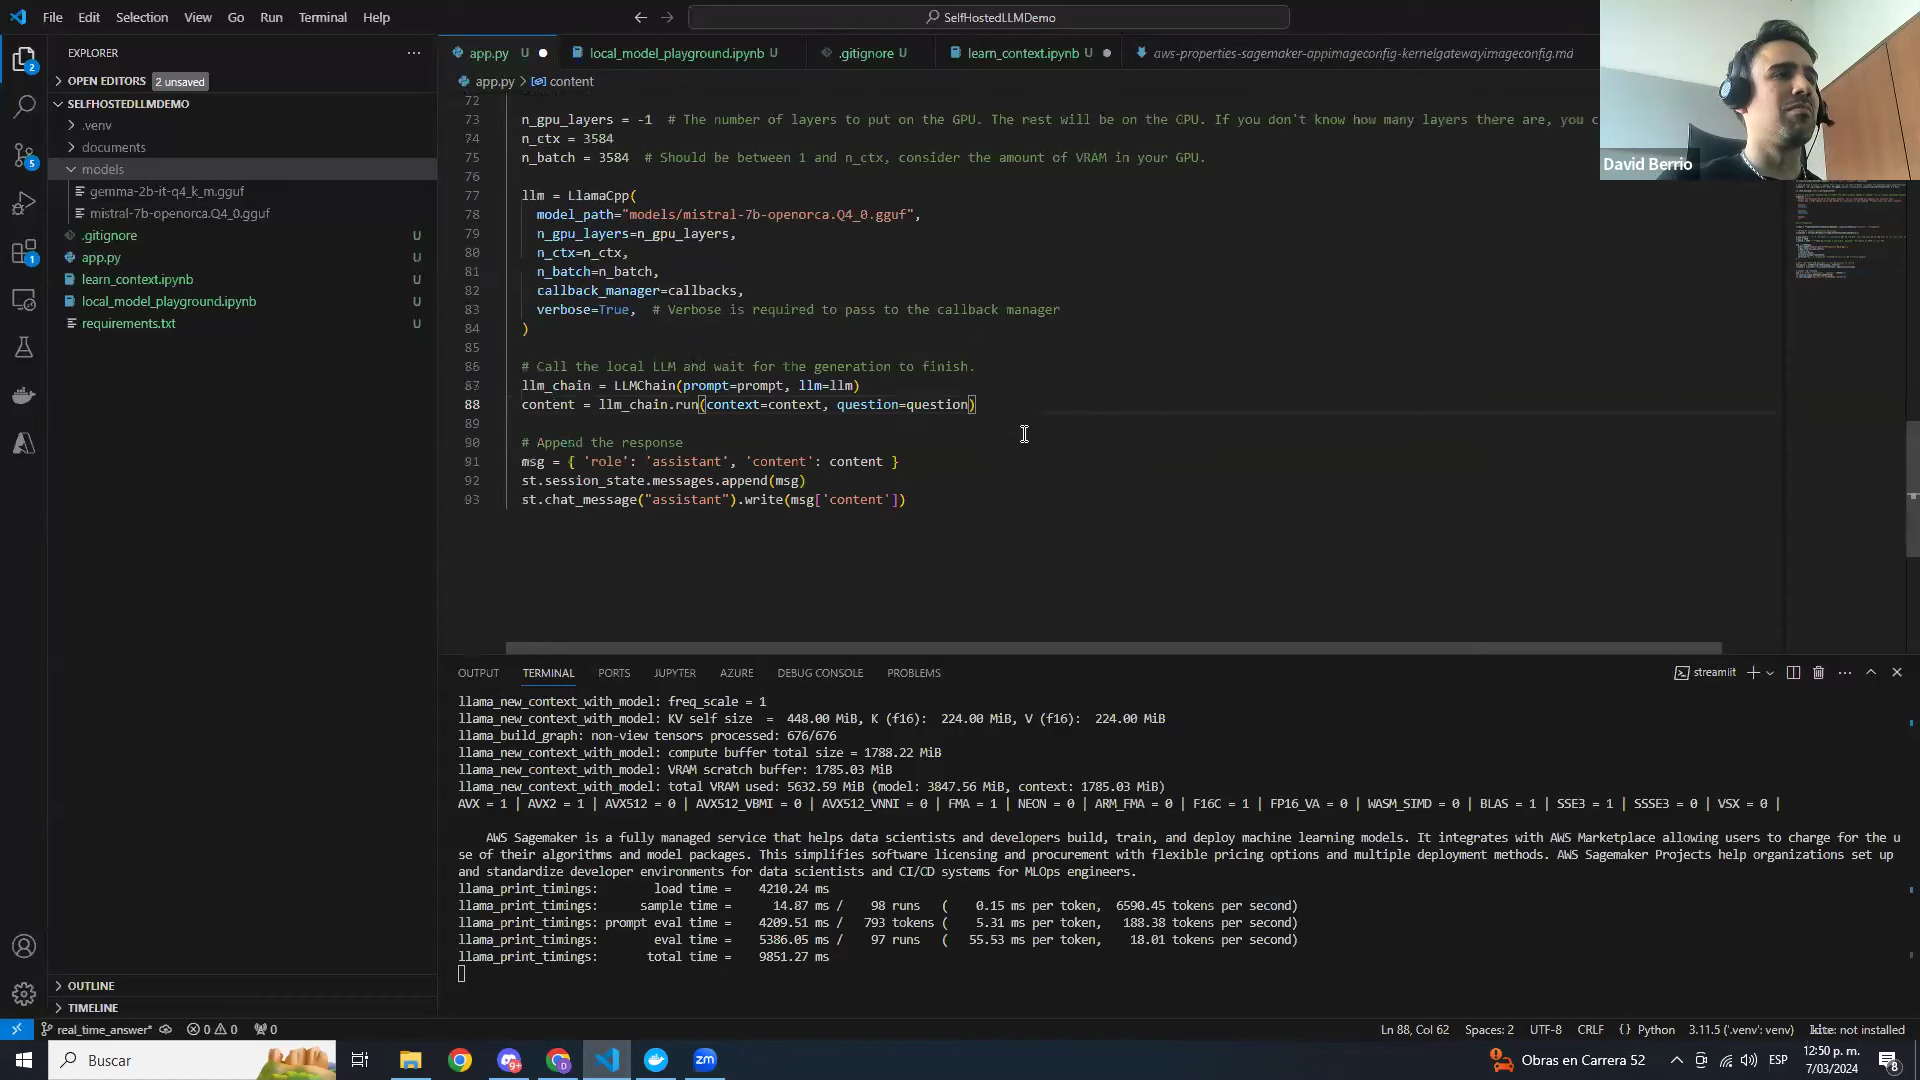 File Edit Selection View Go Run Terminal Help
SelfHostedLLMDemo
EXPLORER
OPEN EDITORS 2 unsaved
SELFHOSTEDLLMDEMO
.venv
documents
models
gemma-2b-it-q4_k_m.gguf
mistral-7b-openorca.Q4_0.gguf
.gitignore U
app.py U
learn_context.ipynb U
local_model_playground.ipynb U
requirements.txt U
OUTLINE
TIMELINE
app.py U
local_model_playground.ipynb U
.gitignore U
learn_context.ipynb U
aws-properties-sagemaker-appimageconfig-kernelgatewayimageconfig.md
app.py > content
David Berrio
72
73 n_gpu_layers = -1 # The number of layers to put on the GPU. The rest will be on the CPU. If you don't know how many layers there are, you c
74 n_ctx = 3584
75 n_batch = 3584 # Should be between 1 and n_ctx, consider the amount of VRAM in your GPU.
76
77 llm = LlamaCpp(
78 model_path="models/mistral-7b-openorca.Q4_0.gguf",
79 n_gpu_layers=n_gpu_layers,
80 n_ctx=n_ctx,
81 n_batch=n_batch,
82 callback_manager=callbacks,
83 verbose=True, # Verbose is required to pass to the callback manager
84 )
85
86 # Call the local LLM and wait for the generation to finish.
87 llm_chain = LLMChain(prompt=prompt, llm=llm)
88 content = llm_chain.run(context=context, question=question)
89
90 # Append the response
91 msg = { 'role': 'assistant', 'content': content }
92 st.session_state.messages.append(msg)
93 st.chat_message("assistant").write(msg['content'])
OUTPUT TERMINAL PORTS JUPYTER AZURE DEBUG CONSOLE PROBLEMS
streamlit
llama_new_context_with_model: freq_scale = 1
llama_new_context_with_model: KV self size = 448.00 MiB, K (f16): 224.00 MiB, V (f16): 224.00 MiB
llama_build_graph: non-view tensors processed: 676/676
llama_new_context_with_model: compute buffer total size = 1788.22 MiB
llama_new_context_with_model: VRAM scratch buffer: 1785.03 MiB
llama_new_context_with_model: total VRAM used: 5632.59 MiB (model: 3847.56 MiB, context: 1785.03 MiB)
AVX = 1 | AVX2 = 1 | AVX512 = 0 | AVX512_VBMI = 0 | AVX512_VNNI = 0 | FMA = 1 | NEON = 0 | ARM_FMA = 0 | F16C = 1 | FP16_VA = 0 | WASM_SIMD = 0 | BLAS = 1 | SSE3 = 1 | SSSE3 = 0 | VSX = 0 |
AWS Sagemaker is a fully managed service that helps data scientists and developers build, train, and deploy machine learning models. It integrates with AWS Marketplace allowing users to charge for the u
se of their algorithms and model packages. This simplifies software licensing and procurement with flexible pricing options and multiple deployment methods. AWS Sagemaker Projects help organizations set up
and standardize developer environments for data scientists and CI/CD systems for MLOps engineers.
llama_print_timings: load time = 4210.24 ms
llama_print_timings: sample time = 14.87 ms / 98 runs ( 0.15 ms per token, 6590.45 tokens per second)
llama_print_timings: prompt eval time = 4209.51 ms / 793 tokens ( 5.31 ms per token, 188.38 tokens per second)
llama_print_timings: eval time = 5386.05 ms / 97 runs ( 55.53 ms per token, 18.01 tokens per second)
llama_print_timings: total time = 9851.27 ms
real_time_answer* 0 0 0
Ln 88, Col 62 Spaces: 2 UTF-8 CRLF {} Python 3.11.5 ('.venv': venv) kite: not installed
Buscar
Obras en Carrera 52
ESP
12:50 p. m.
7/03/2024
8